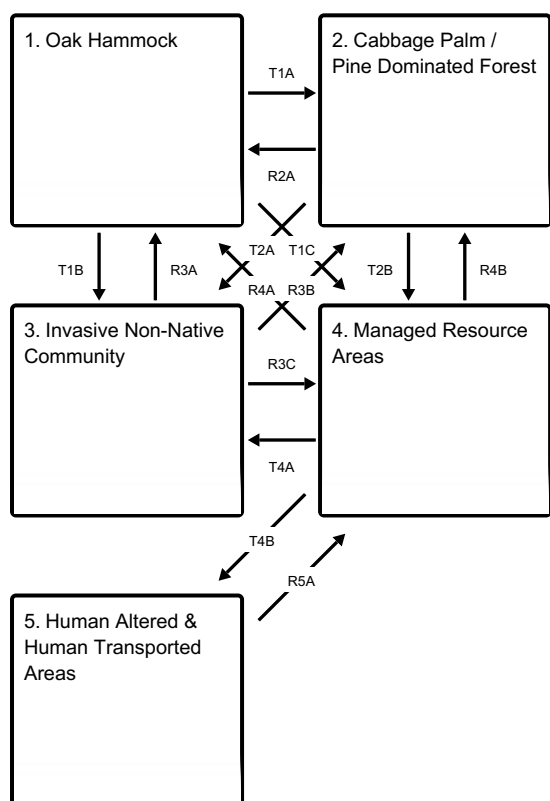 1. Oak Hammock
2. Cabbage Palm /
Pine Dominated Forest
T1A
R2A
T1B
R3A
T2A
T1C
R4A
R3B
T2B
R4B
3. Invasive Non-Native
Community
4. Managed Resource
Areas
R3C
T4A
T4B
R5A
5. Human Altered &
Human Transported
Areas